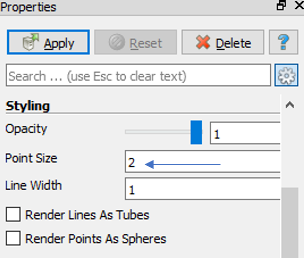 Properties
Apply Reset Delete ?
Search ... (use Esc to clear text)
Styling
Opacity 1
Point Size 2
Line Width 1
Render Lines As Tubes
Render Points As Spheres